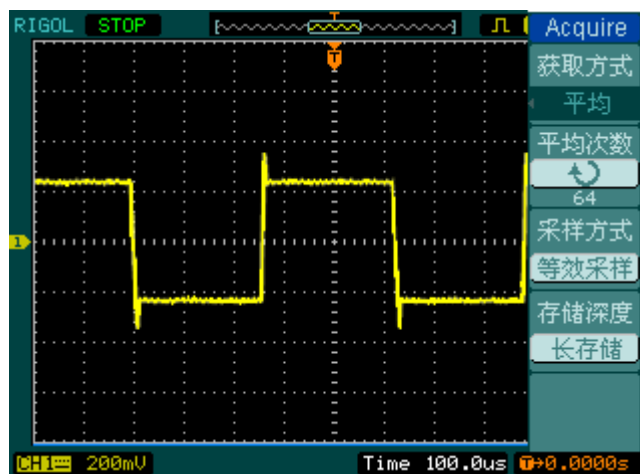 RIGOL STOP
T
T
Acquire
获取方式
平均
平均次数
64
采样方式
等效采样
存储深度
长存储
1
CH1 200mV Time 100.0us T→0.0000s